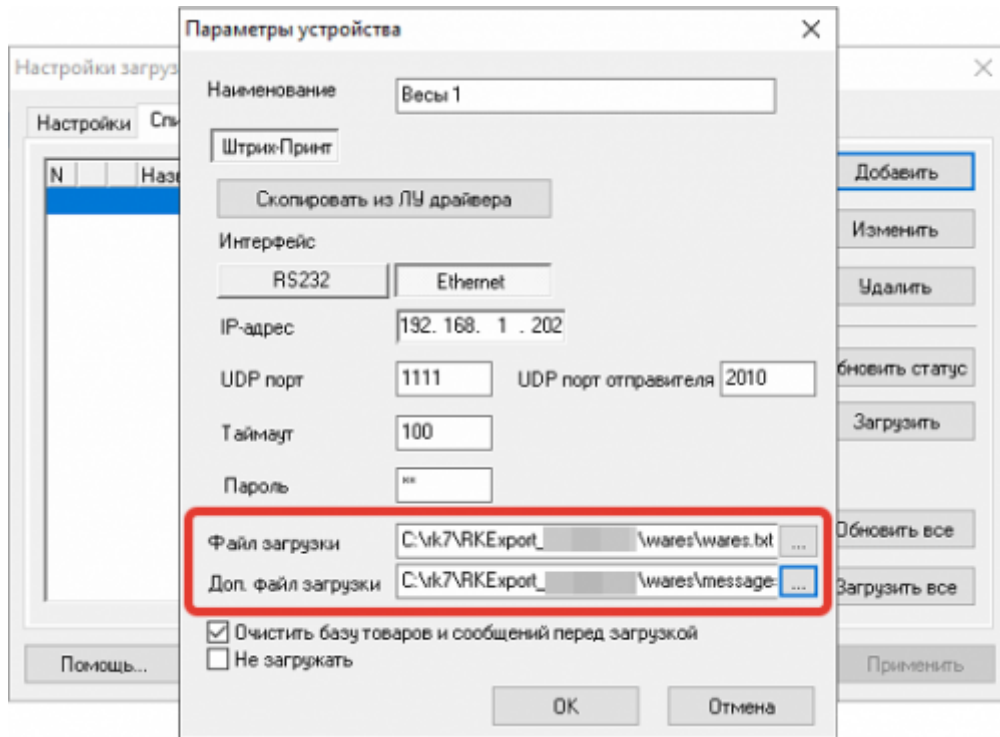 Параметры устройства
Настройки загруз
Наименование
Весы 1
Настройки
Спи
Штрих-Принт
N
Назв
Добавить
Скопировать из ЛУ драйвера
Изменить
Интерфейс
RS232
Ethernet
Удалить
IP-адрес
192. 168. 1 . 202
UDP порт
1111
UDP порт отправителя
2010
бновить статус
Таймаут
100
Загрузить
Пароль
**
Файл загрузки
C:\rk7\RKExport_
\wares\wares.txt
...
Обновить все
Доп. файл загрузки
C:\rk7\RKExport_
\wares\message
...
Загрузить все
Очистить базу товаров и сообщений перед загрузкой
Не загружать
Помощь...
Применить
OK
Отмена